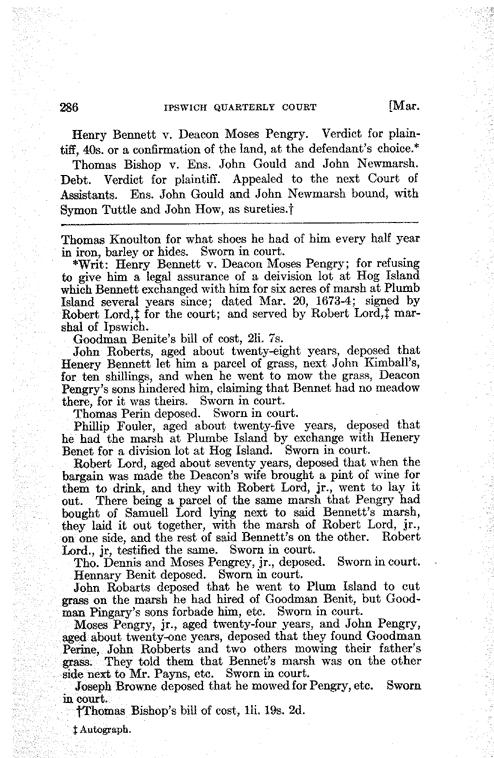 286 IPSWICH QUARTERLY COURT [Mar.
Henry Bennett v. Deacon Moses Pengry. Verdict for plain-
tiff, 40s. or a confirmation of the land, at the defendant's choice.*
Thomas Bishop v. Ens. John Gould and John Newmarsh.
Debt. Verdict for plaintiff. Appealed to the next Court of
Assistants. Ens. John Gould and John Newmarsh bound, with
Symon Tuttle and John How, as sureties.†
Thomas Knoulton for what shoes he had of him every half year
in iron, barley or hides. Sworn in court.
*Writ: Henry Bennett v. Deacon Moses Pengry; for refusing
to give him a legal assurance of a deivision lot at Hog Island
which Bennett exchanged with him for six acres of marsh at Plumb
Island several years since; dated Mar. 20, 1673-4; signed by
Robert Lord,‡ for the court; and served by Robert Lord,‡ mar-
shal of Ipswich.
Goodman Benite's bill of cost, 2li. 7s.
John Roberts, aged about twenty-eight years, deposed that
Henery Bennett let him a parcel of grass, next John Kimball's,
for ten shillings, and when he went to mow the grass, Deacon
Pengry's sons hindered him, claiming that Bennet had no meadow
there, for it was theirs. Sworn in court.
Thomas Perin deposed. Sworn in court.
Phillip Fouler, aged about twenty-five years, deposed that
he had the marsh at Plumbe Island by exchange with Henery
Benet for a division lot at Hog Island. Sworn in court.
Robert Lord, aged about seventy years, deposed that when the
bargain was made the Deacon's wife brought a pint of wine for
them to drink, and they with Robert Lord, jr., went to lay it
out. There being a parcel of the same marsh that Pengry had
bought of Samuell Lord lying next to said Bennett's marsh,
they laid it out together, with the marsh of Robert Lord, jr.,
on one side, and the rest of said Bennett's on the other. Robert
Lord., jr, testified the same. Sworn in court.
Tho. Dennis and Moses Pengrey, jr., deposed. Sworn in court.
Hennary Benit deposed. Sworn in court.
John Robarts deposed that he went to Plum Island to cut
grass on the marsh he had hired of Goodman Benit, but Good-
man Pingary's sons forbade him, etc. Sworn in court.
Moses Pengry, jr., aged twenty-four years, and John Pengry,
aged about twenty-one years, deposed that they found Goodman
Perine, John Robberts and two others mowing their father's
grass. They told them that Bennet's marsh was on the other
side next to Mr. Payns, etc. Sworn in court.
Joseph Browne deposed that he mowed for Pengry, etc. Sworn
in court.
†Thomas Bishop's bill of cost, 1li. 19s. 2d.
‡ Autograph.